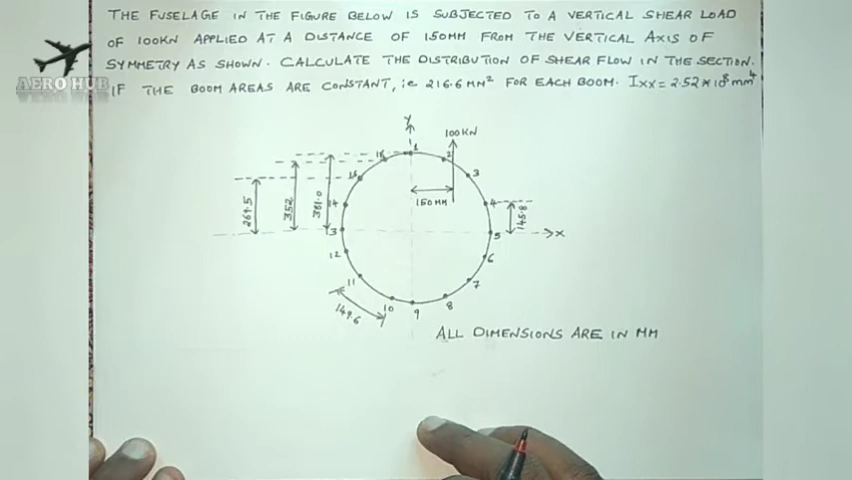 THE FUSELAGE IN THE FIGURE BELOW IS SUBJECTED TO A VERTICAL SHEAR LOAD
OF 100KN APPLIED AT A DISTANCE OF 150MM FROM THE VERTICAL AXIS OF
SYMMETRY AS SHOWN. CALCULATE THE DISTRIBUTION OF SHEAR FLOW IN THE SECTION.
IF THE BOOM AREAS ARE CONSTANT, i.e 216.6 MM² FOR EACH BOOM. Ixx = 2.52*10⁸ mm⁴
AERO HUB
Y
100KN
16 1 2
15 3
14 4
269.5 352 381.0 150 MM 145.8
13 5 X
12 6
11 7
10 9 8
149.6
ALL DIMENSIONS ARE IN MM